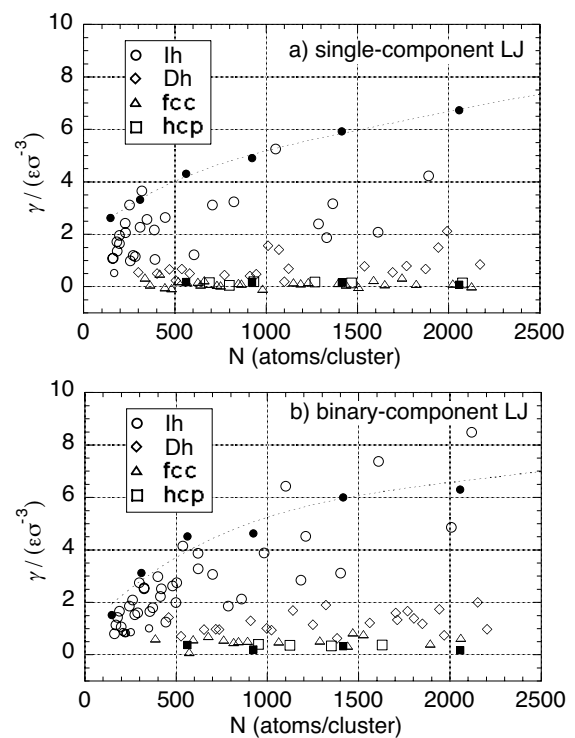 10
a) single-component LJ
Ih
Dh
fcc
hcp
8
6
4
2
0
γ / (εσ⁻³)
0 500 1000 1500 2000 2500
N (atoms/cluster)
10
b) binary-component LJ
Ih
Dh
fcc
hcp
8
6
4
2
0
γ / (εσ⁻³)
0 500 1000 1500 2000 2500
N (atoms/cluster)